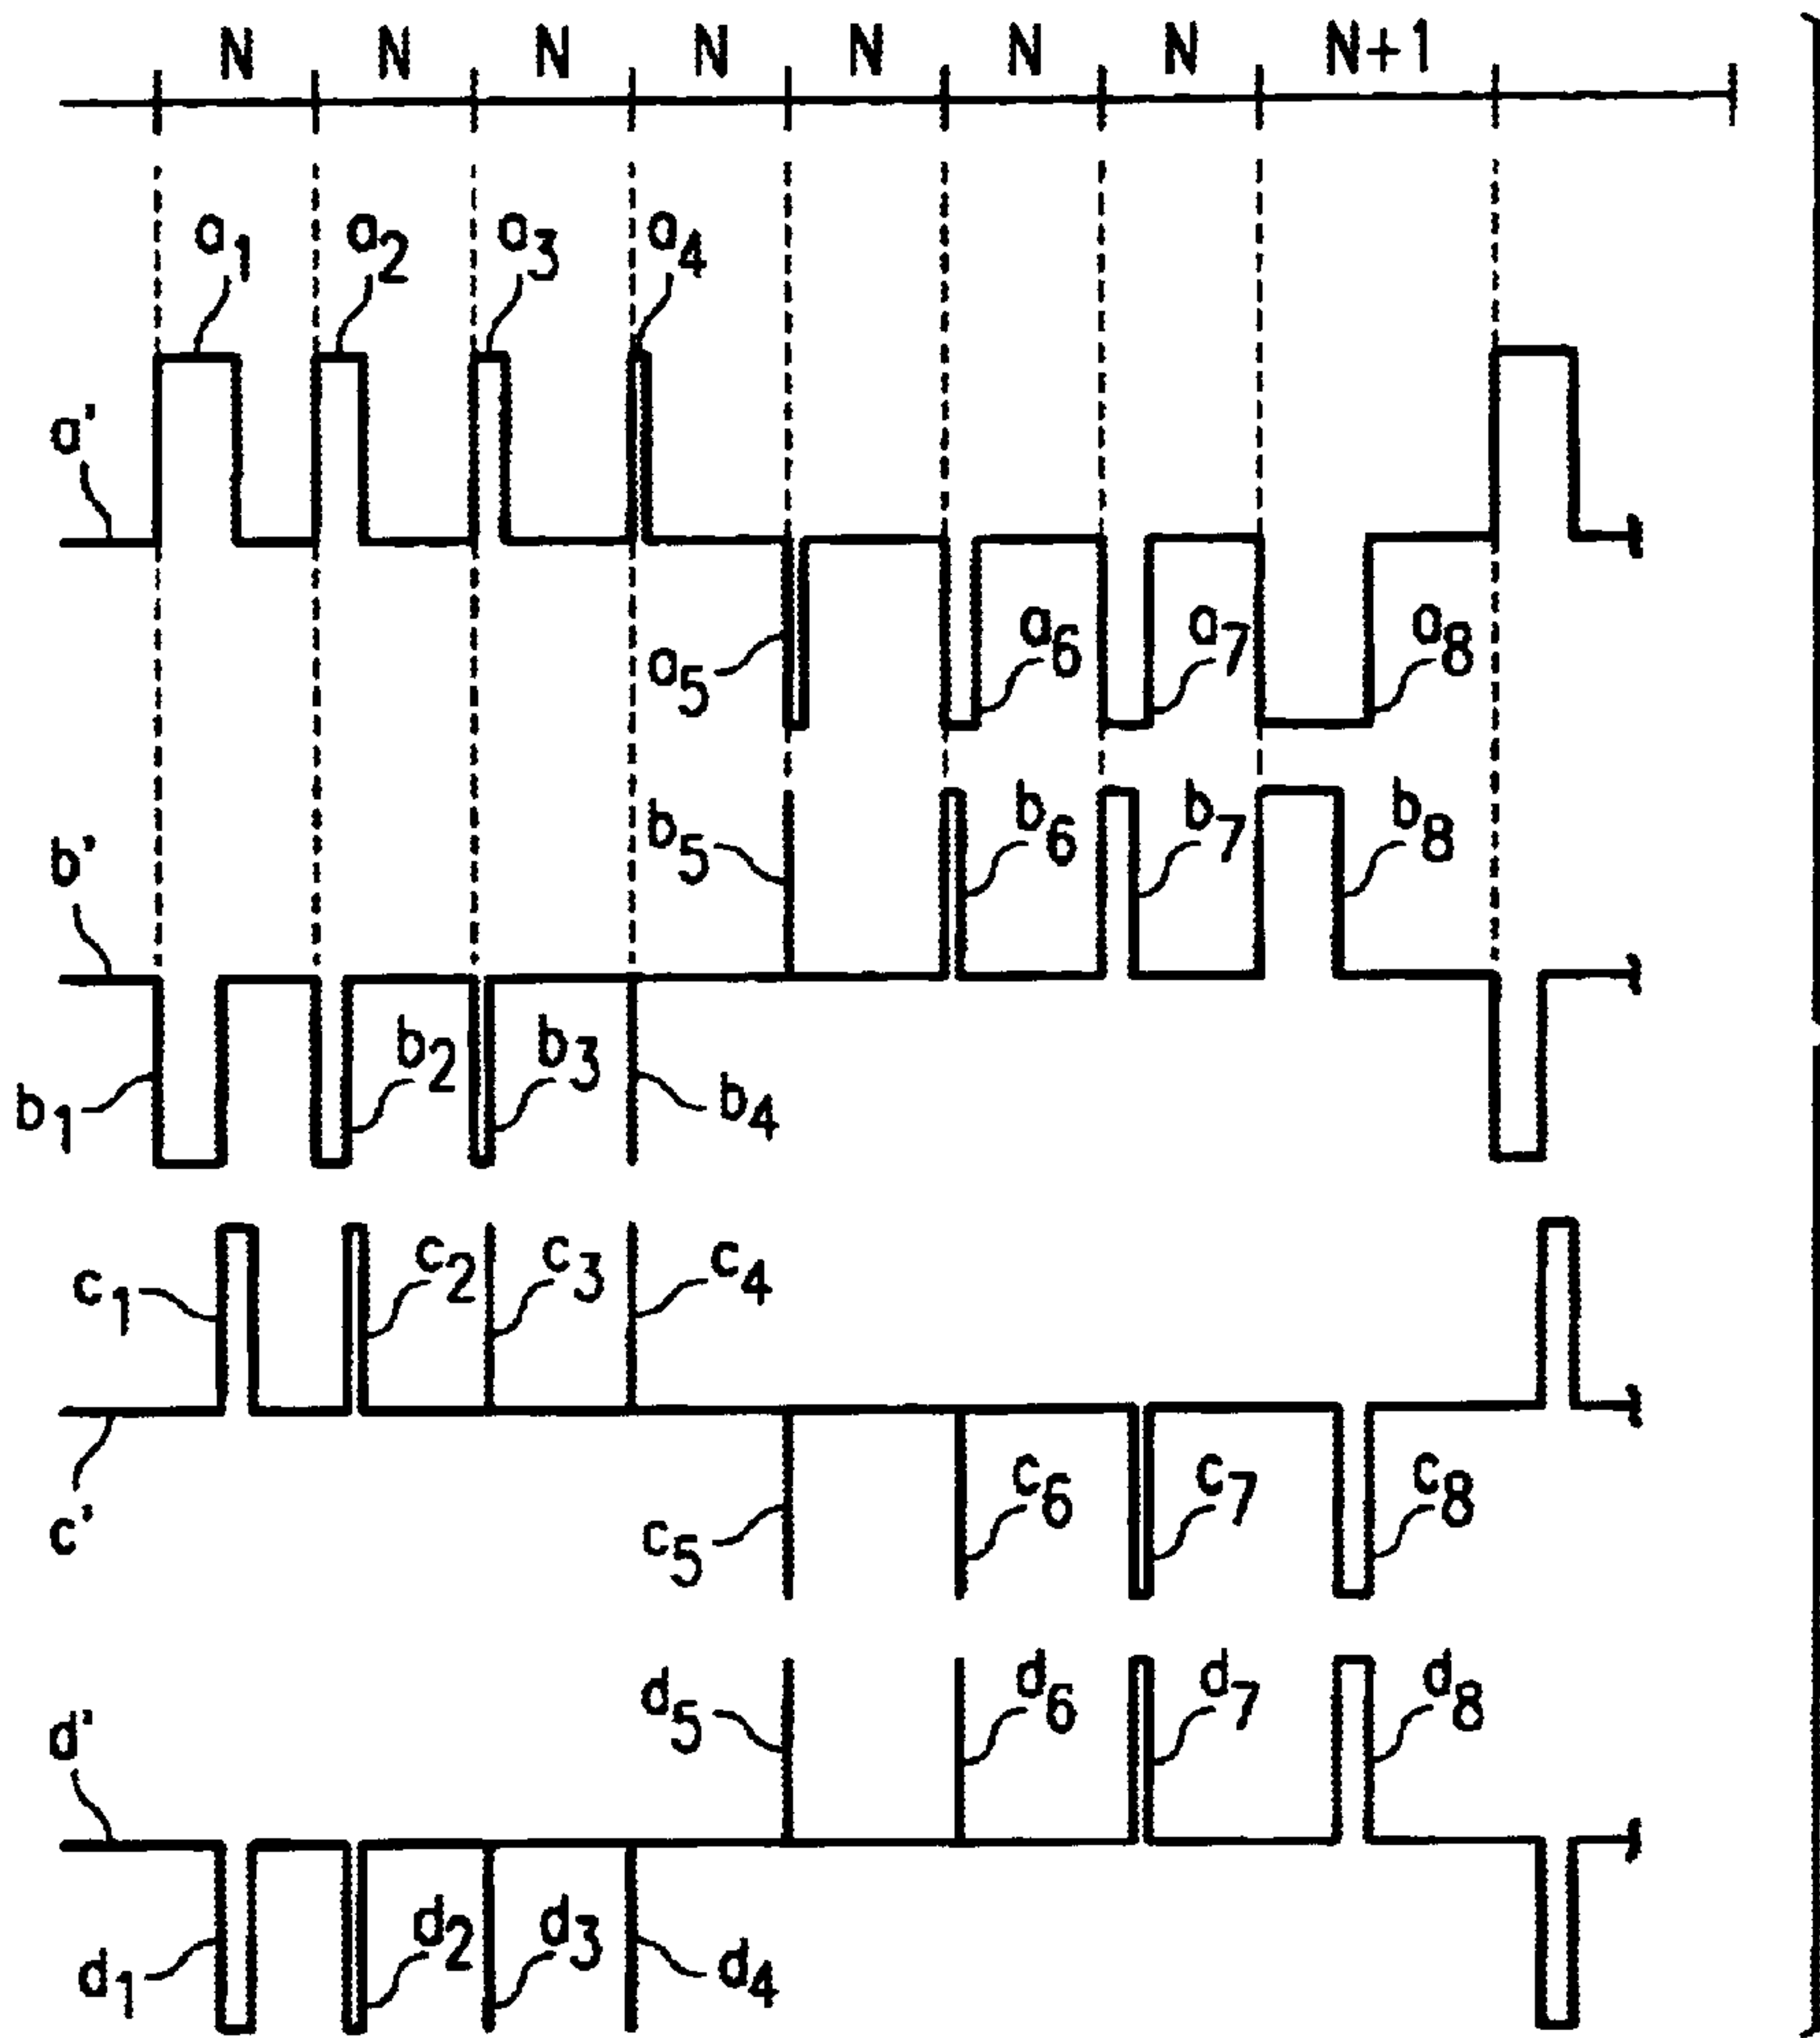 N N N N N N N N+1
a1 a2 a3 a4
a'
a5 a6 a7 a8
b5 b6 b7 b8
b'
b1 b2 b3 b4
c1 c2 c3 c4
c'
c5 c6 c7 c8
d5 d6 d7 d8
d'
d1 d2 d3 d4